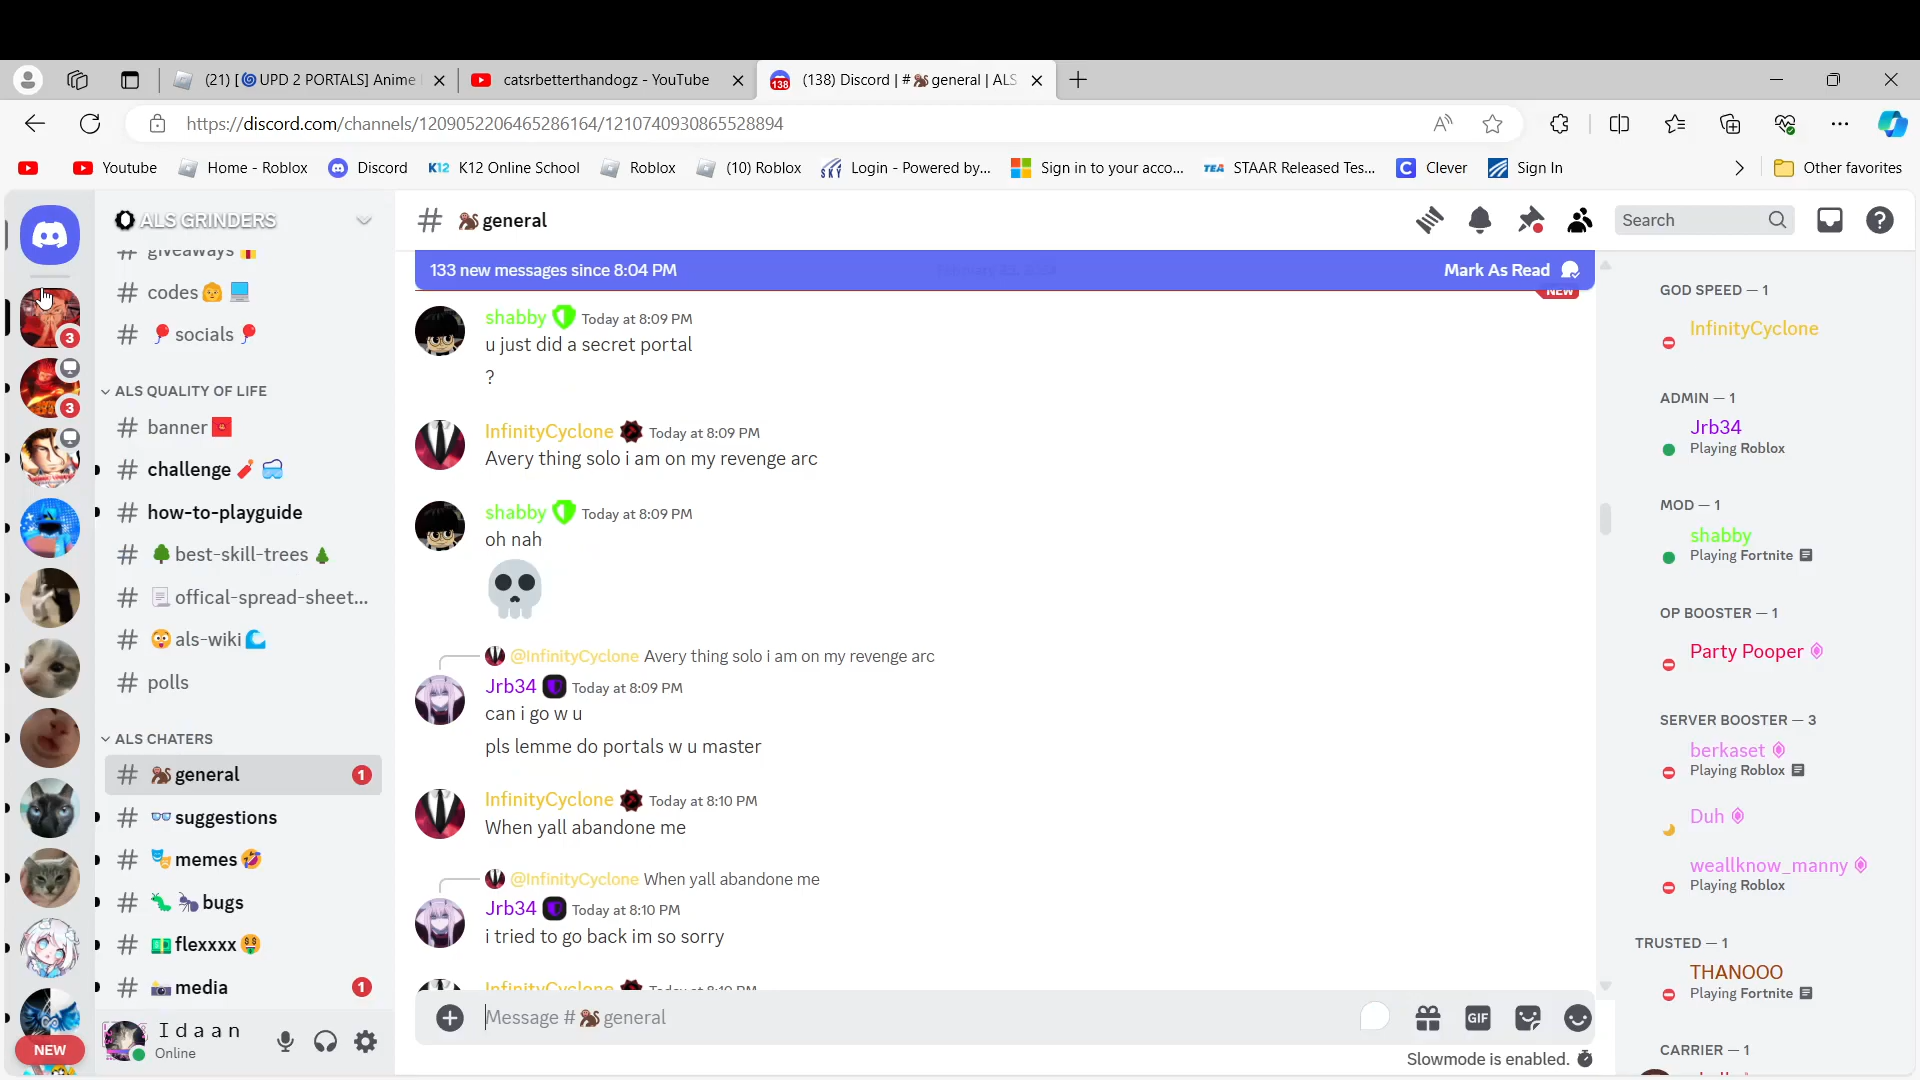 (21) [🌀UPD 2 PORTALS] Anime
catsrbetterthandogz - YouTube
(138) Discord | #🐒general | ALS
https://discord.com/channels/1209052206465286164/1210740930865528894
Youtube
Home - Roblox
Discord
K12 K12 Online School
Roblox
(10) Roblox
Login - Powered by...
Sign in to your acco...
TEA STAAR Released Tes...
C Clever
Sign In
Other favorites
ALS GRINDERS
# giveaways🎁
# codes🙆💻
# 🎈socials🎈
ALS QUALITY OF LIFE
# banner
# challenge🧨🤿
# how-to-playguide
# 🌲best-skill-trees🌲
# 📃offical-spread-sheet...
# 😲als-wiki🌊
# polls
ALS CHATERS
# 🐒general 1
# 👓suggestions
# 🎭memes🤣
# 🐛🐜bugs
# 💵flexxxx🤑
# 📷media 1
138
3
3
NEW
I d a a n
Online
# 🐒general
Search
133 new messages since 8:04 PM
Mark As Read
NEW
shabby Today at 8:09 PM
u just did a secret portal
?
InfinityCyclone Today at 8:09 PM
Avery thing solo i am on my revenge arc
shabby Today at 8:09 PM
oh nah
💀
@InfinityCyclone Avery thing solo i am on my revenge arc
Jrb34 Today at 8:09 PM
can i go w u
pls lemme do portals w u master
InfinityCyclone Today at 8:10 PM
When yall abandone me
@InfinityCyclone When yall abandone me
Jrb34 Today at 8:10 PM
i tried to go back im so sorry
InfinityCyclone Today at 8:10 PM
Message #🐒general
GIF
Slowmode is enabled.
GOD SPEED — 1
InfinityCyclone
ADMIN — 1
Jrb34
Playing Roblox
MOD — 1
shabby
Playing Fortnite
OP BOOSTER — 1
Party Pooper
SERVER BOOSTER — 3
berkaset
Playing Roblox
Duh
weallknow_manny
Playing Roblox
TRUSTED — 1
THANOOO
Playing Fortnite
CARRIER — 1